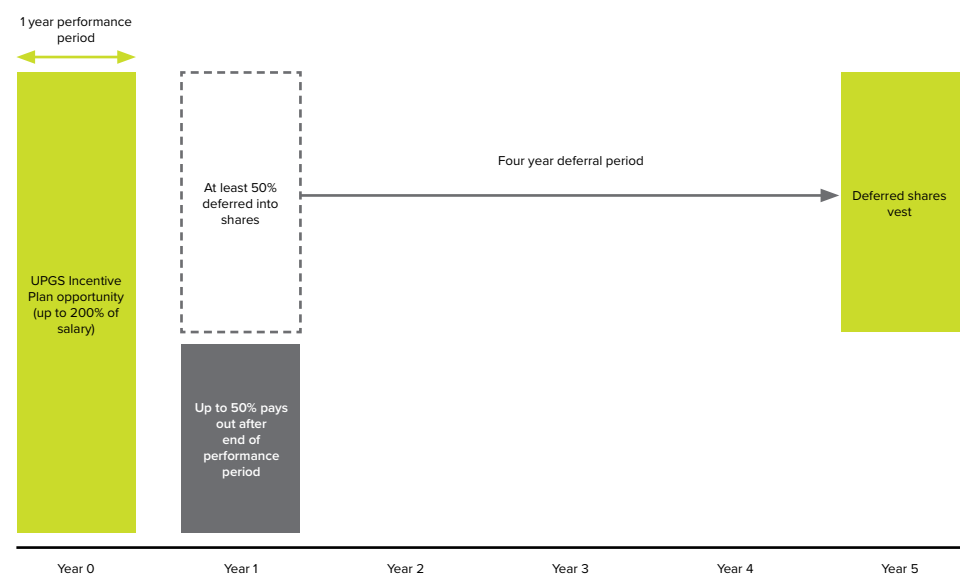 1 year performance
period
At least 50%
deferred into
shares
Four year deferral period
Deferred shares
vest
UPGS Incentive
Plan opportunity
(up to 200% of
salary)
Up to 50% pays
out after
end of
performance
period
Year 0
Year 1
Year 2
Year 3
Year 4
Year 5